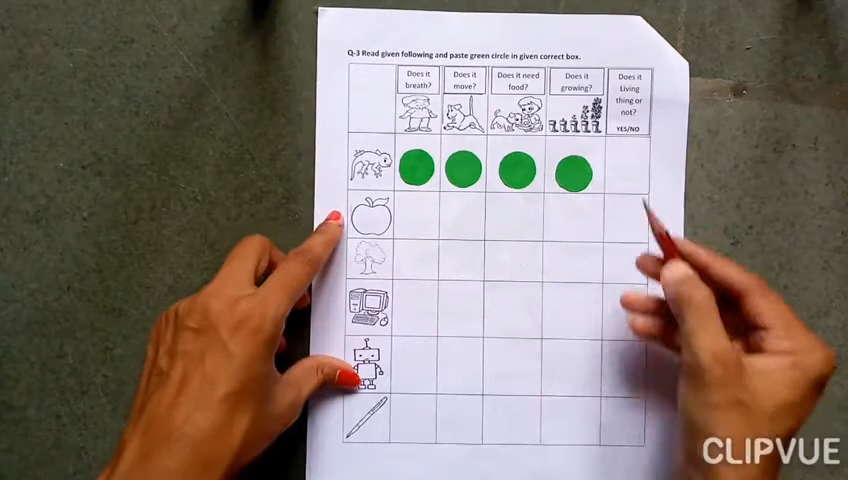 Q-3 Read given following and paste green circle in given correct box.
Does it
breath?
Does it
move?
Does it need
food?
Does it
growing?
Does it
Living
thing or
not?
YES/NO
CLIPVUE